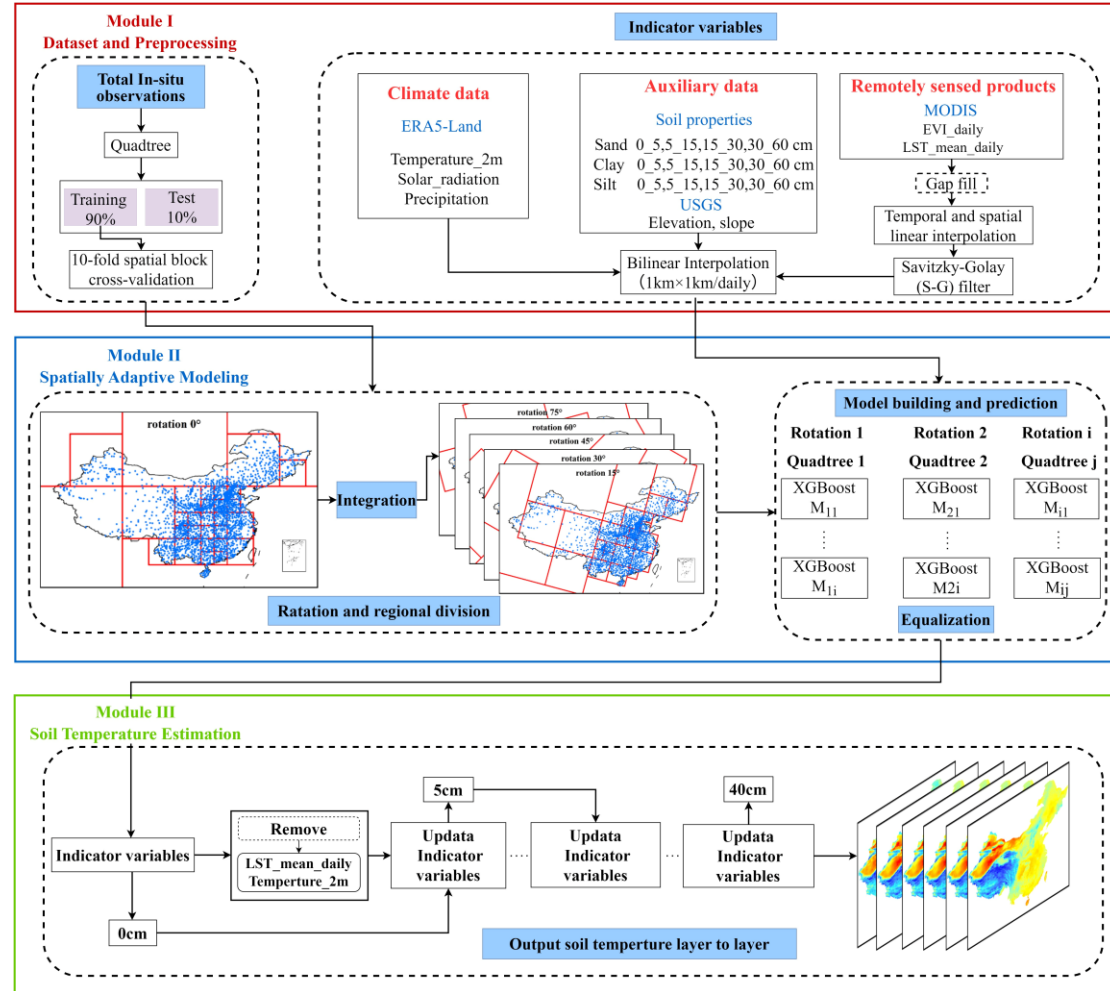 Module I
Dataset and Preprocessing
Total In-situ
observations
Quadtree
Training
90%
Test
10%
10-fold spatial block
cross-validation
Indicator variables
Climate data
ERA5-Land
Temperature_2m
Solar_radiation
Precipitation
Auxiliary data
Soil properties
Sand 0_5,5_15,15_30,30_60 cm
Clay 0_5,5_15,15_30,30_60 cm
Silt 0_5,5_15,15_30,30_60 cm
USGS
Elevation, slope
Remotely sensed products
MODIS
EVI_daily
LST_mean_daily
Gap fill
Temporal and spatial
linear interpolation
Savitzky-Golay
(S-G) filter
Bilinear Interpolation
（1km×1km/daily）
Module II
Spatially Adaptive Modeling
rotation 0°
Integration
rotation 75°
rotation 60°
rotation 45°
rotation 30°
rotation 15°
Ratation and regional division
Model building and prediction
Rotation 1
Rotation 2
Rotation i
Quadtree 1
Quadtree 2
Quadtree j
XGBoost
M11
XGBoost
M21
XGBoost
Mi1
⋮
⋮
⋮
XGBoost
M1i
XGBoost
M2i
XGBoost
Mij
Equalization
Module III
Soil Temperature Estimation
Indicator variables
0cm
Remove
LST_mean_daily
Temperture_2m
5cm
Updata
Indicator
variables
....
Updata
Indicator
variables
...
40cm
Updata
Indicator
variables
Output soil temperture layer to layer